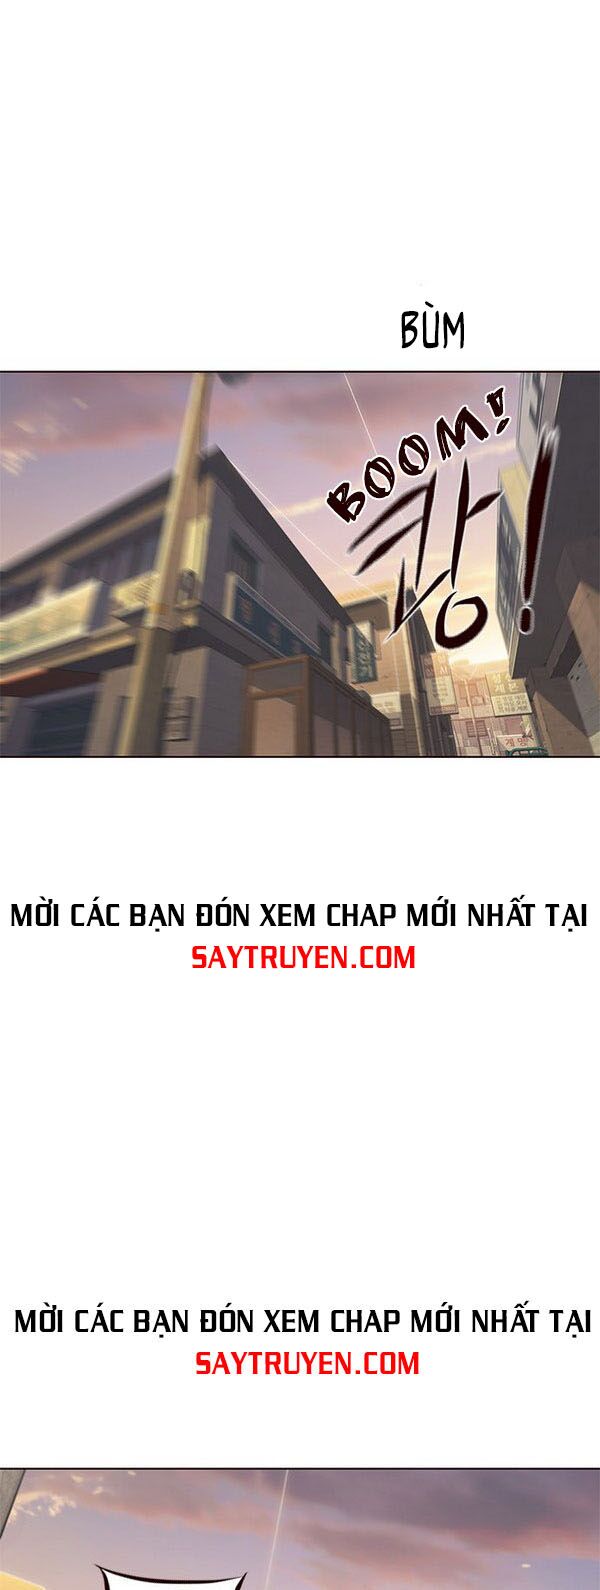 BÙM
BOOM!
쾅!
MỜI CÁC BẠN ĐÓN XEM CHAP MỚI NHẤT TẠI
SAYTRUYEN.COM
MỜI CÁC BẠN ĐÓN XEM CHAP MỚI NHẤT TẠI
SAYTRUYEN.COM